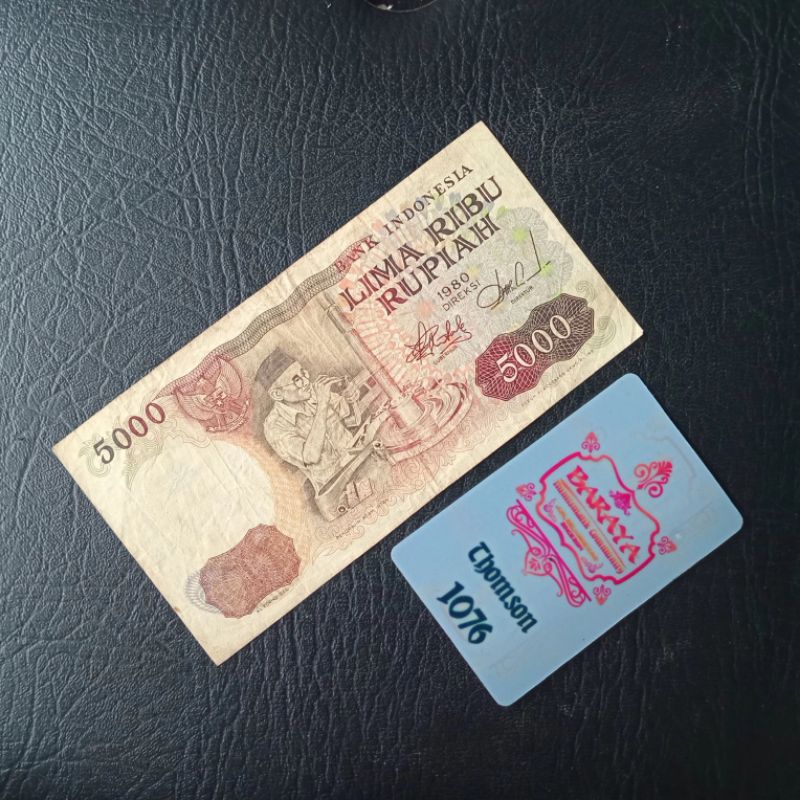 BANK INDONESIA
LIMA RIBU
RUPIAH
1980
DIREKSI
5000
5000
BARAYA
Thomson
1076